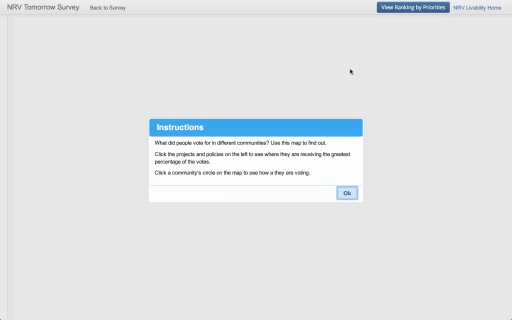 NRV Tomorrow Survey Back to Survey View Ranking by Priorities NRV Livability Home
Instructions
What did people vote for in different communities? Use this map to find out.
Click the projects and policies on the left to see where they are receiving the greatest
percentage of the votes.
Click a community's circle on the map to see how a they are voting.
Ok